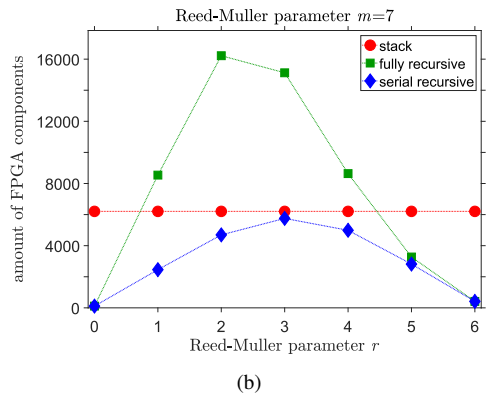 Reed-Muller parameter m=7
stack
fully recursive
serial recursive
amount of FPGA components
16000
12000
8000
4000
0
0 1 2 3 4 5 6
Reed-Muller parameter r
(b)